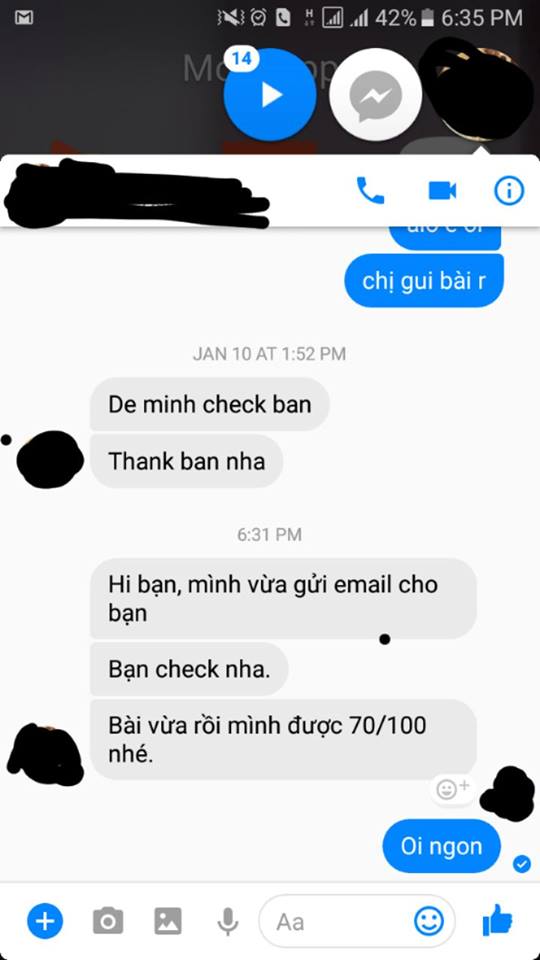 42% 6:35 PM
14
chị gui bài r
JAN 10 AT 1:52 PM
De minh check ban
Thank ban nha
6:31 PM
Hi bạn, mình vừa gửi email cho
bạn
Bạn check nha.
Bài vừa rồi mình được 70/100
nhé.
Oi ngon
Aa